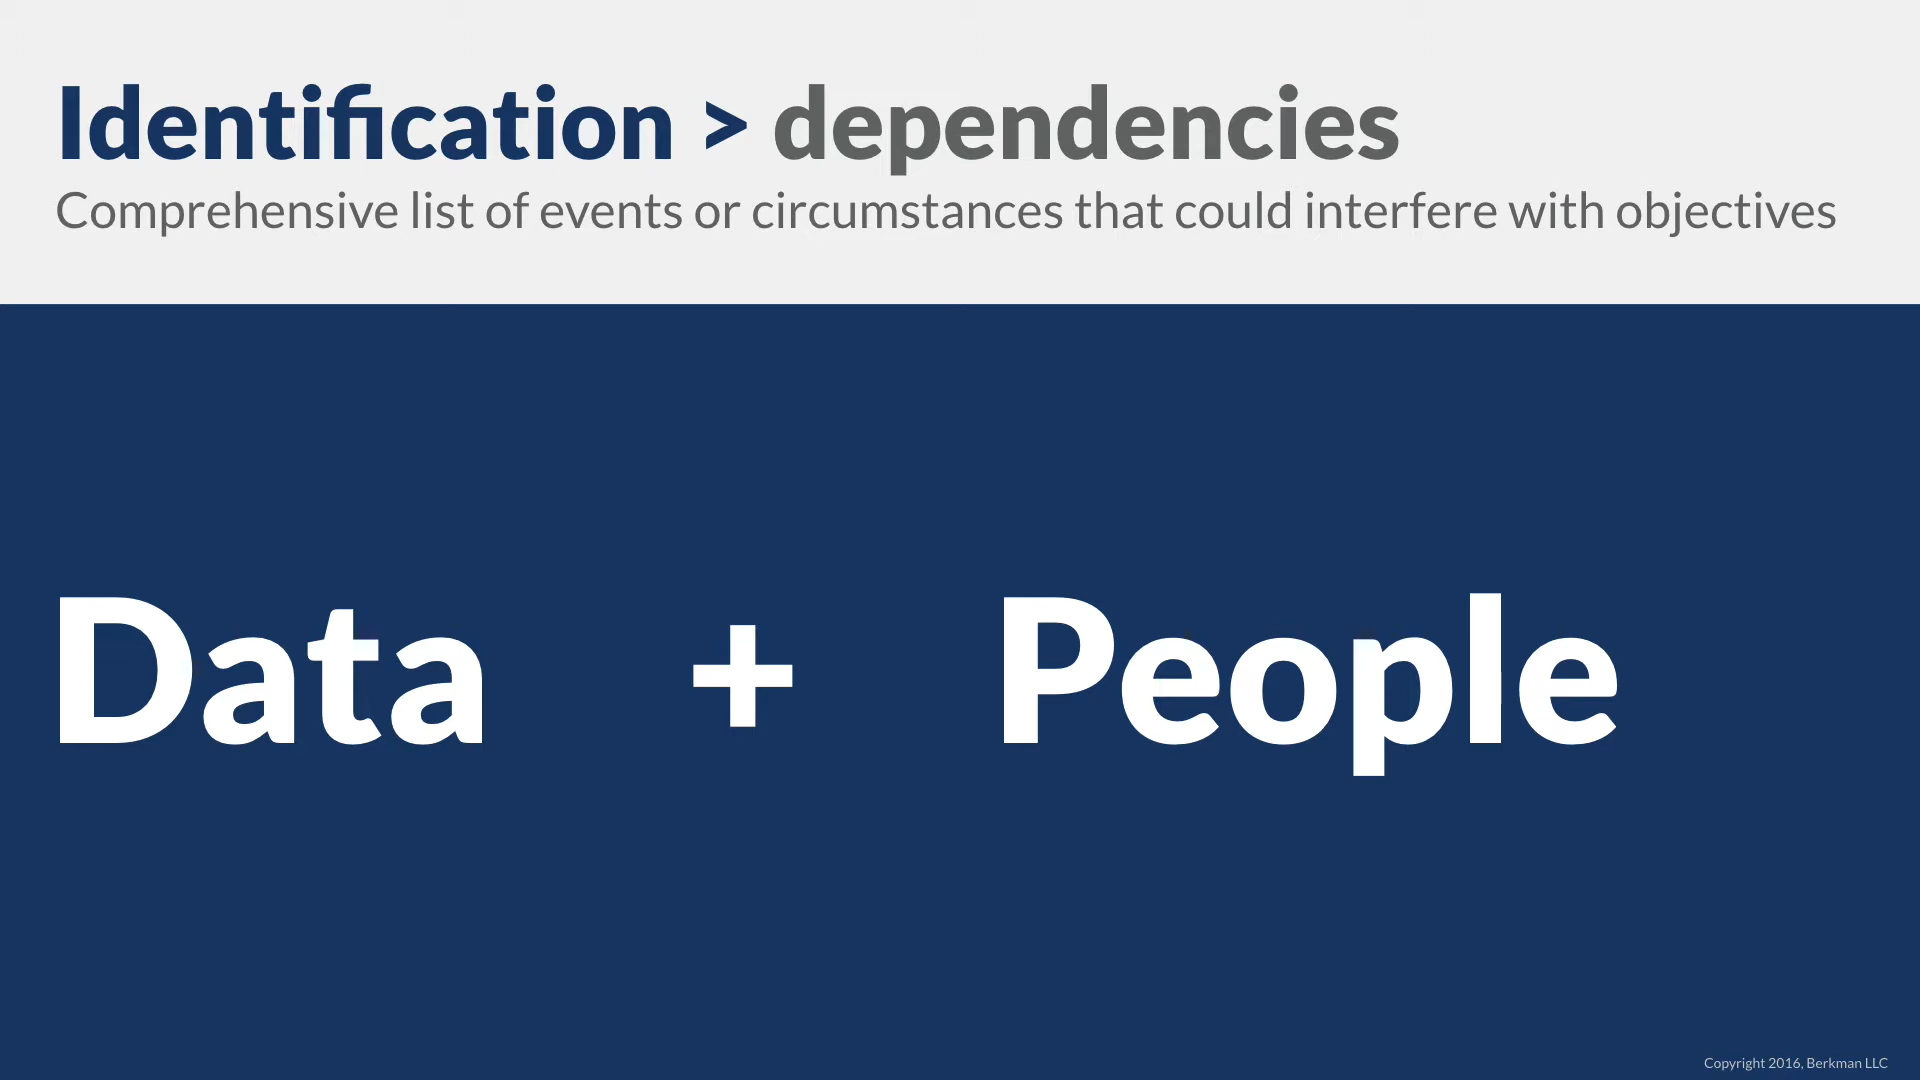 Identification > dependencies
Comprehensive list of events or circumstances that could interfere with objectives
Data + People
Copyright 2016, Berkman LLC